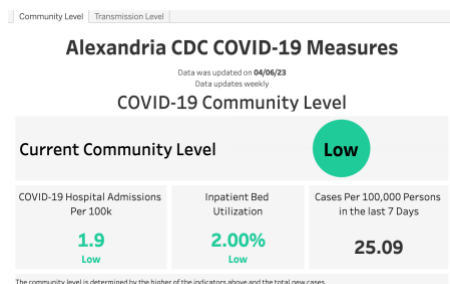 Community Level Transmission Level
Alexandria CDC COVID-19 Measures
Data was updated on 04/06/23
Data updates weekly
COVID-19 Community Level
Current Community Level Low
COVID-19 Hospital Admissions
Per 100k
1.9
Low
Inpatient Bed
Utilization
2.00%
Low
Cases Per 100,000 Persons
in the last 7 Days
25.09
The community level is determined by the higher of the indicators above and the total new cases.